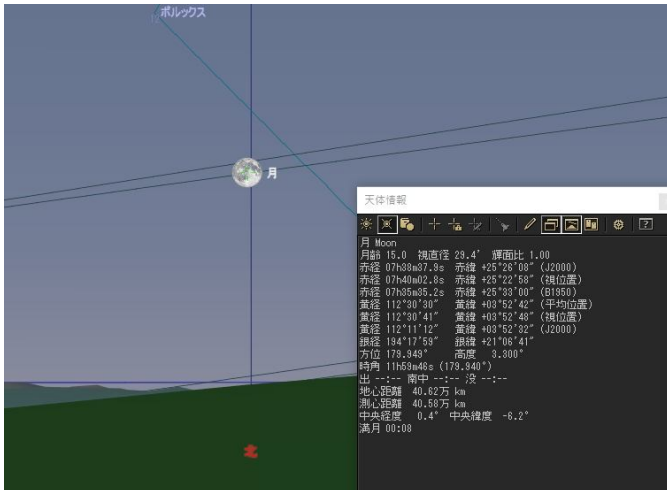 ポルックス
月
天体情報
月 Moon
月齢 15.0 視直径 29.4' 輝面比 1.00
赤経 07h38m37.9s 赤緯 +25°26'08" (J2000)
赤経 07h40m02.8s 赤緯 +25°22'58" (視位置)
赤経 07h35m35.2s 赤緯 +25°33'00" (B1950)
黄経 112°30'30" 黄緯 +03°52'42" (平均位置)
黄経 112°30'41" 黄緯 +03°52'48" (視位置)
黄経 112°11'12" 黄緯 +03°52'32" (J2000)
銀経 194°17'59" 銀緯 +21°06'41"
方位 179.949° 高度 3.300°
時角 11h59m46s (179.940°)
出 --:-- 南中 --:-- 没 --:--
地心距離 40.62万 km
測心距離 40.58万 km
中央経度 0.4° 中央緯度 -6.2°
満月 00:08
北